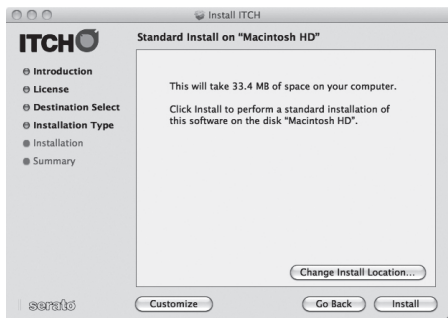 Install ITCH
ITCH
Standard Install on "Macintosh HD"
Introduction
License
Destination Select
Installation Type
Installation
Summary
This will take 33.4 MB of space on your computer.
Click Install to perform a standard installation of
this software on the disk "Macintosh HD".
Change Install Location...
serato
Customize
Go Back
Install